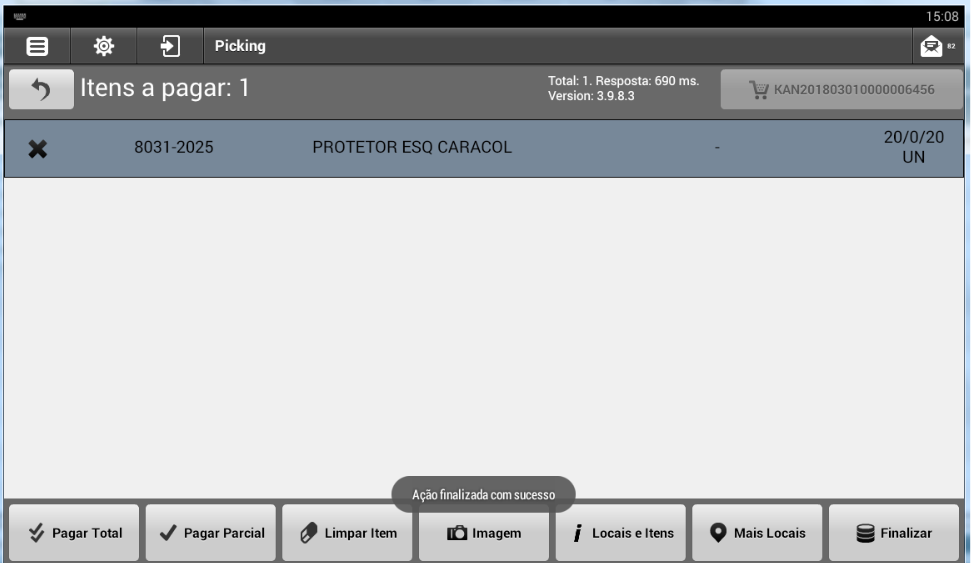 15:08
Picking
82
Itens a pagar: 1
Total: 1. Resposta: 690 ms.
Version: 3.9.8.3
KAN201803010000006456
8031-2025 PROTETOR ESQ CARACOL - 20/0/20
UN
Ação finalizada com sucesso
Pagar Total Pagar Parcial Limpar Item Imagem Locais e Itens Mais Locais Finalizar